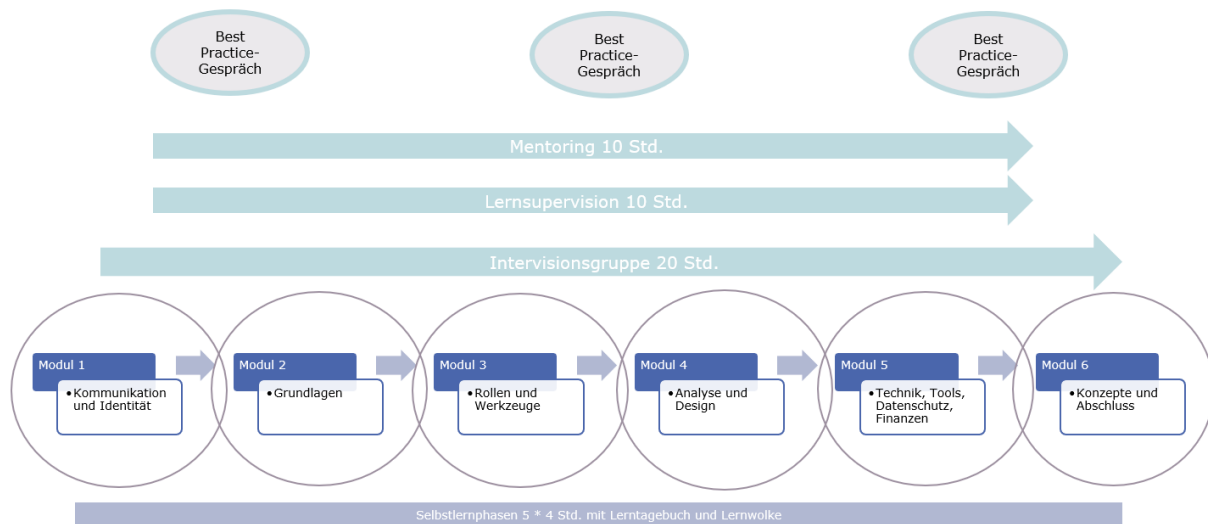 Best
Practice-
Gespräch
Best
Practice-
Gespräch
Best
Practice-
Gespräch
Mentoring 10 Std.
Lernsupervision 10 Std.
Intervisionsgruppe 20 Std.
Modul 1
•Kommunikation
und Identität
Modul 2
•Grundlagen
Modul 3
•Rollen und
Werkzeuge
Modul 4
•Analyse und
Design
Modul 5
•Technik, Tools,
Datenschutz,
Finanzen
Modul 6
•Konzepte und
Abschluss
Selbstlernphasen 5 * 4 Std. mit Lerntagebuch und Lernwolke